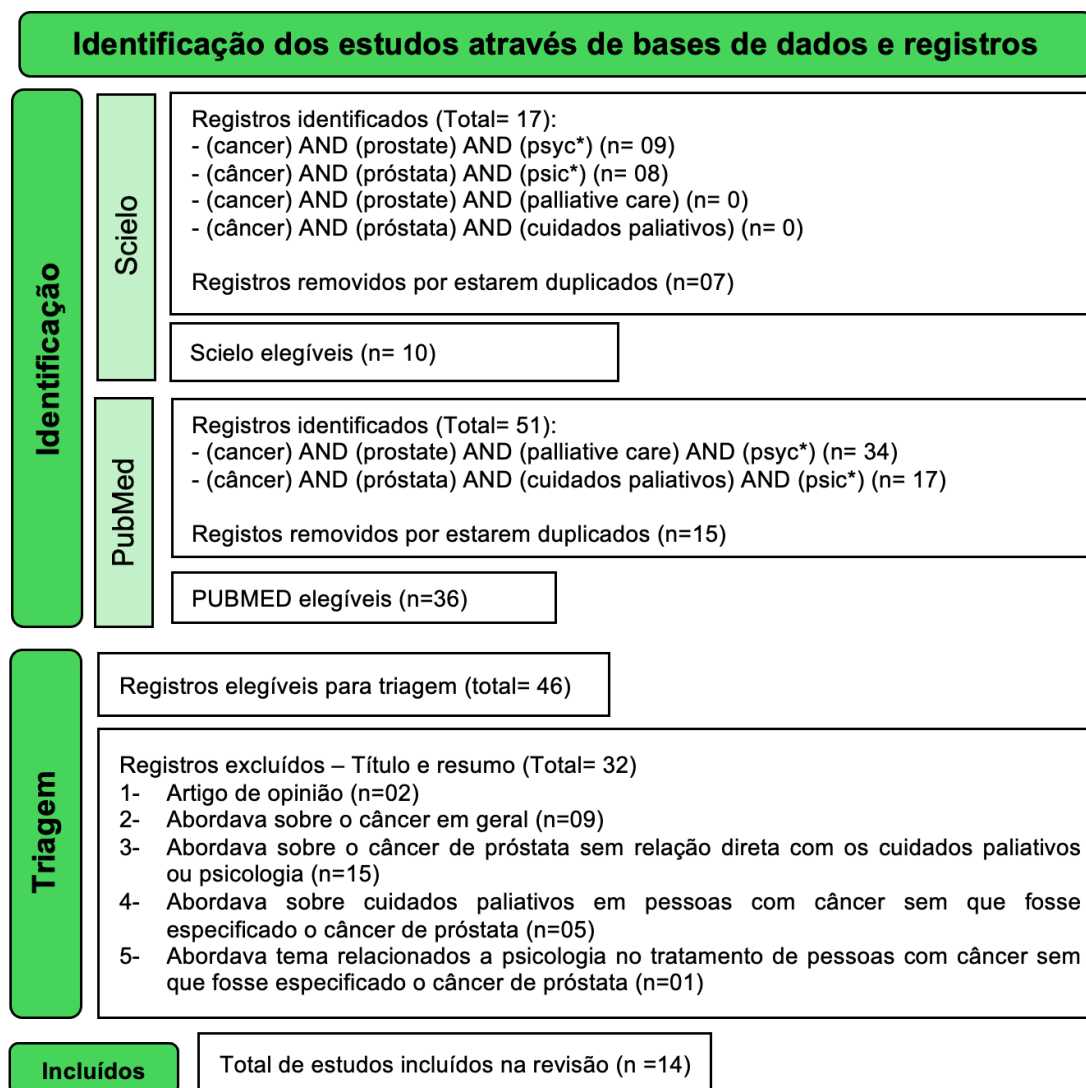 Identificação dos estudos através de bases de dados e registros
Identificação
Scielo
Registros identificados (Total= 17):
- (cancer) AND (prostate) AND (psyc*) (n= 09)
- (câncer) AND (próstata) AND (psic*) (n= 08)
- (cancer) AND (prostate) AND (palliative care) (n= 0)
- (câncer) AND (próstata) AND (cuidados paliativos) (n= 0)
Registros removidos por estarem duplicados (n=07)
Scielo elegíveis (n= 10)
PubMed
Registros identificados (Total= 51):
- (cancer) AND (prostate) AND (palliative care) AND (psyc*) (n= 34)
- (câncer) AND (próstata) AND (cuidados paliativos) AND (psic*) (n= 17)
Registos removidos por estarem duplicados (n=15)
PUBMED elegíveis (n=36)
Triagem
Registros elegíveis para triagem (total= 46)
Registros excluídos – Título e resumo (Total= 32)
1- Artigo de opinião (n=02)
2- Abordava sobre o câncer em geral (n=09)
3- Abordava sobre o câncer de próstata sem relação direta com os cuidados paliativos
ou psicologia (n=15)
4- Abordava sobre cuidados paliativos em pessoas com câncer sem que fosse
especificado o câncer de próstata (n=05)
5- Abordava tema relacionados a psicologia no tratamento de pessoas com câncer sem
que fosse especificado o câncer de próstata (n=01)
Incluídos
Total de estudos incluídos na revisão (n =14)